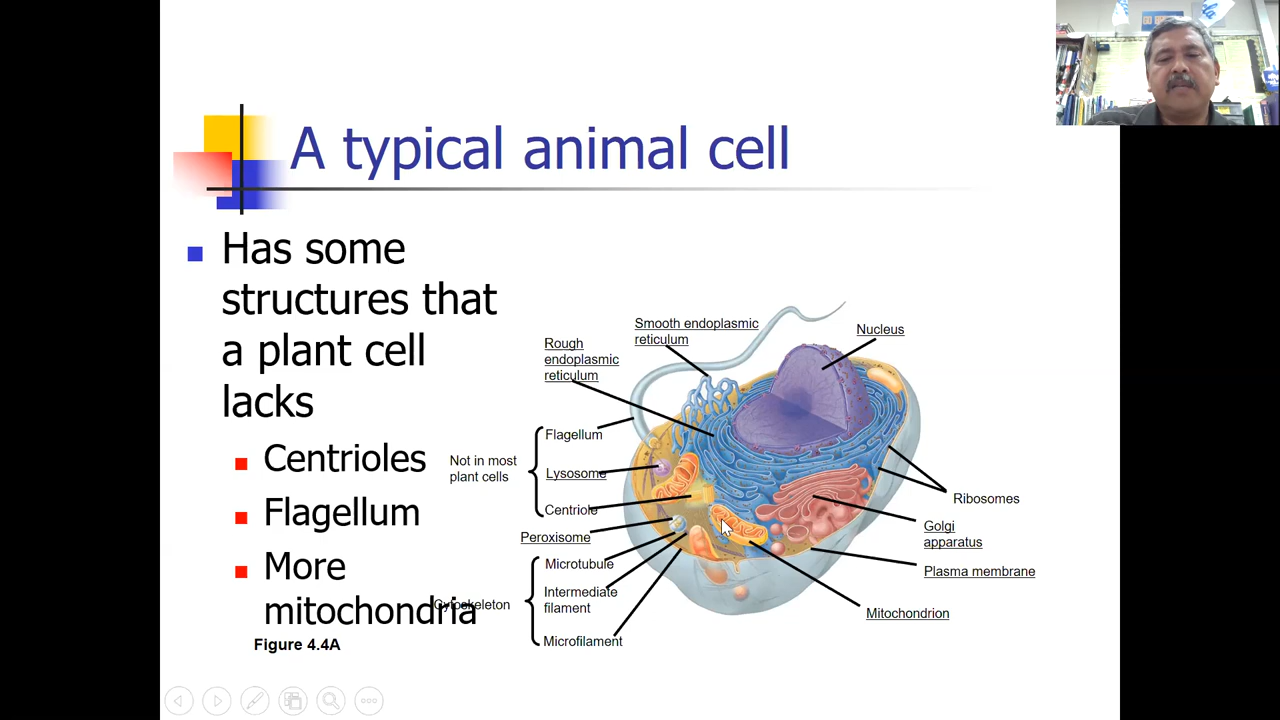 A typical animal cell
Has some
structures that
a plant cell
lacks
Centrioles
Flagellum
More
mitochondria
Figure 4.4A
Smooth endoplasmic
reticulum
Nucleus
Rough
endoplasmic
reticulum
Flagellum
Not in most
plant cells
Lysosome
Centriole
Peroxisome
Microtubule
Cytoskeleton
Intermediate
filament
Microfilament
Ribosomes
Golgi
apparatus
Plasma membrane
Mitochondrion